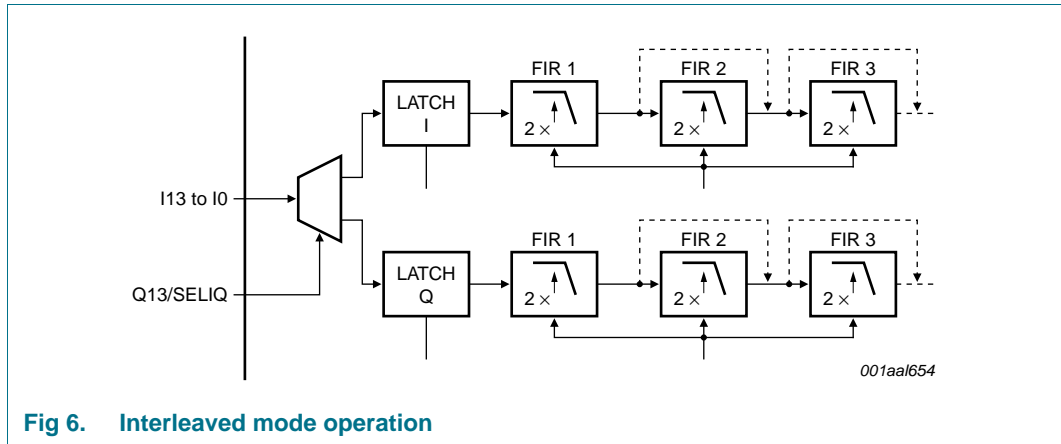 FIR 1
FIR 2
FIR 3
LATCH
I
2 ×
2 ×
2 ×
I13 to I0
Q13/SELIQ
FIR 1
FIR 2
FIR 3
LATCH
Q
2 ×
2 ×
2 ×
001aal654
Fig 6. Interleaved mode operation